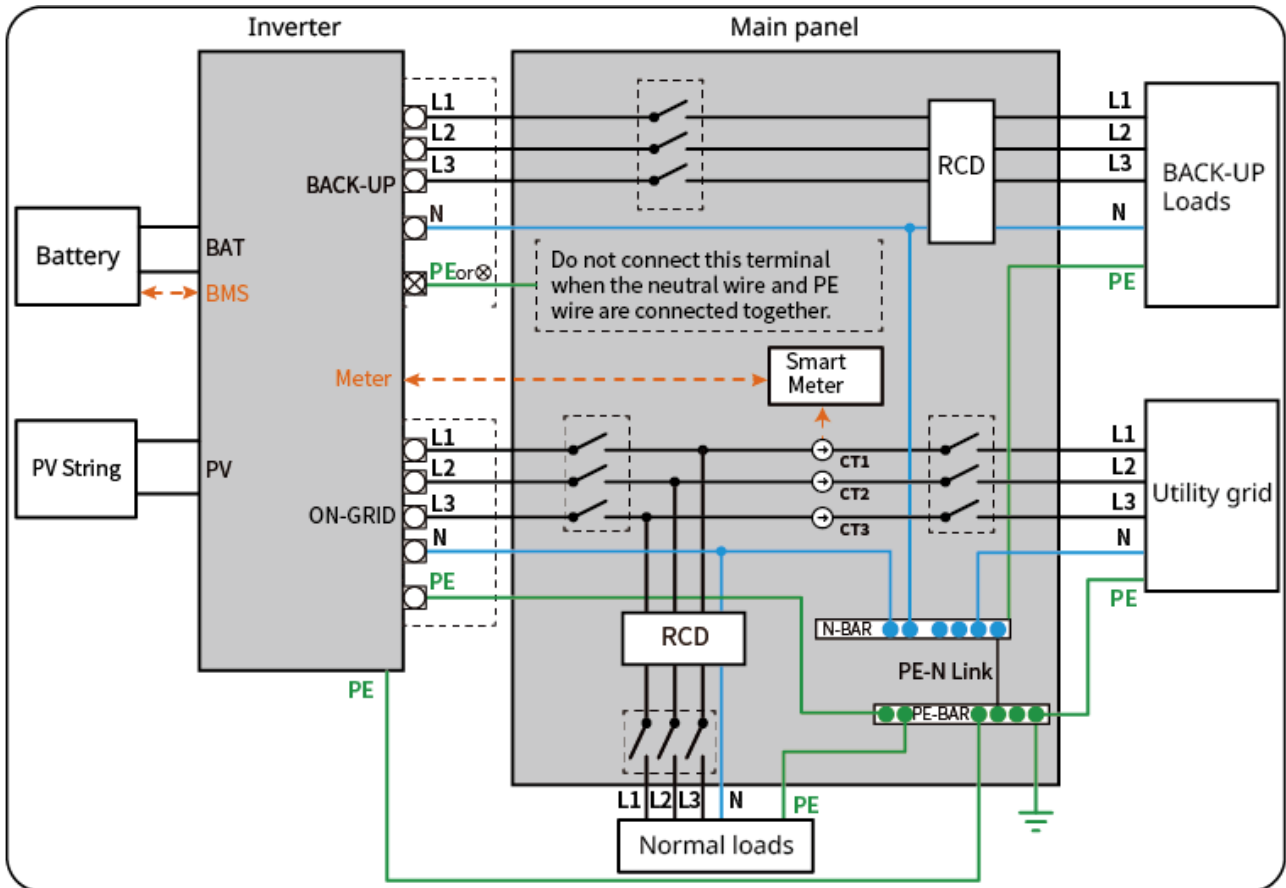 Inverter
Main panel
L1
L2
L3
BACK-UP
N
PE or⊗
L1
L2
L3
N
PE
RCD
BACK-UP
Loads
Battery
BAT
BMS
Do not connect this terminal
when the neutral wire and PE
wire are connected together.
Meter
Smart
Meter
PV String
PV
ON-GRID
L1
L2
L3
N
PE
CT1
CT2
CT3
L1
L2
L3
N
PE
Utility grid
RCD
N-BAR
PE-N Link
PE-BAR
PE
L1 L2 L3 N PE
Normal loads